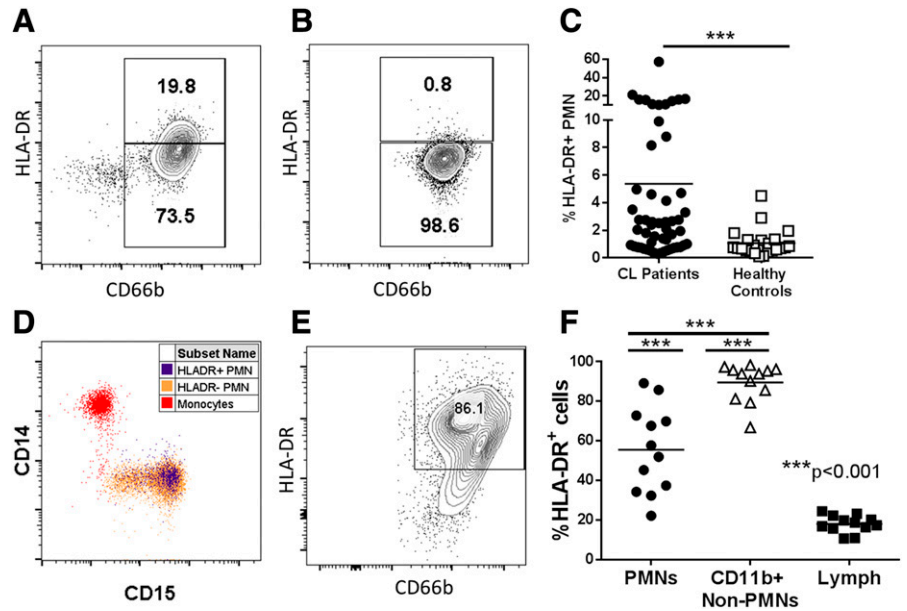 A
HLA-DR
19.8
73.5
CD66b
B
HLA-DR
0.8
98.6
CD66b
C
***
% HLA-DR+ PMN
60
40
20
10
8
6
4
2
0
CL Patients
Healthy
Controls
D
CD14
Subset Name
HLADR+ PMN
HLADR- PMN
Monocytes
CD15
E
HLA-DR
86.1
CD66b
F
***
***
***
% HLA-DR+ cells
100
80
60
40
20
0
***p<0.001
PMNs
CD11b+
Non-PMNs
Lymph